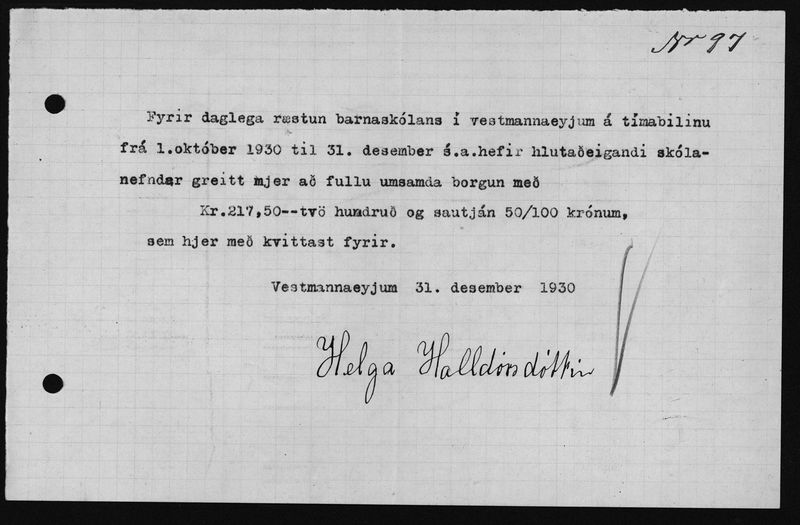 Nr 97
Fyrir daglega ræstun barnaskólans í vestmannaeyjum á tímabilinu
frá 1.október 1930 til 31. desember s.a.hefir hlutaðeigandi skóla-
nefndar greitt mjer að fullu umsamda borgun með
Kr.217,50--tvö hundruð og sautján 50/100 krónum,
sem hjer með kvittast fyrir.
Vestmannaeyjum 31. desember 1930
Helga Halldórsdóttir